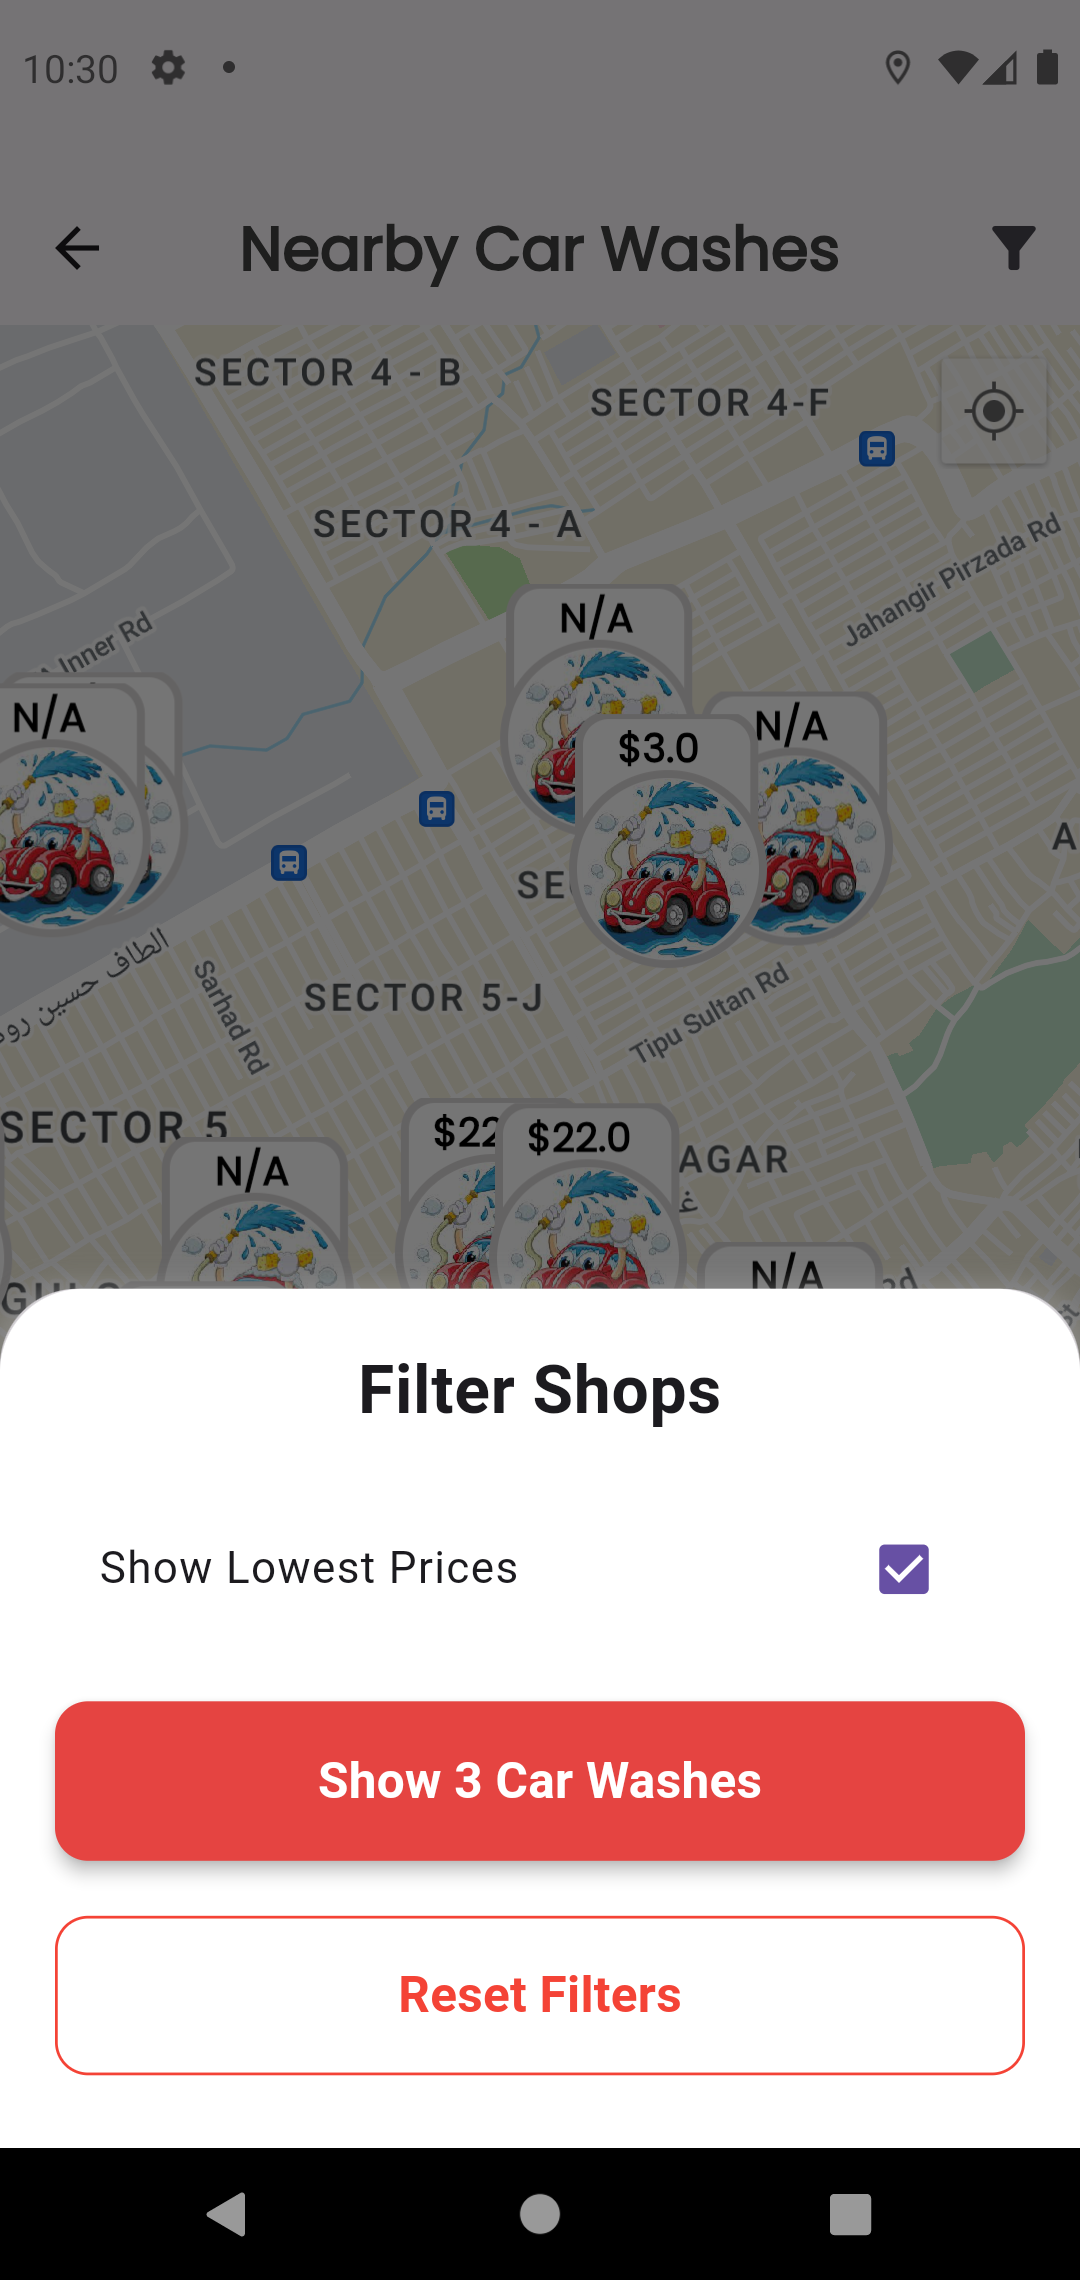 10:30
Nearby Car Washes
SECTOR 4 - B
SECTOR 4-F
SECTOR 4 - A
Jahangir Pirzada Rd
Inner Rd
N/A
N/A
N/A
$3.0
SE
الطاف حسين رود
Sarhad Rd
SECTOR 5-J
Tipu Sultan Rd
SECTOR 5
$22
$22.0
N/A
AGAR
N/A
Rd
Filter Shops
Show Lowest Prices
Show 3 Car Washes
Reset Filters